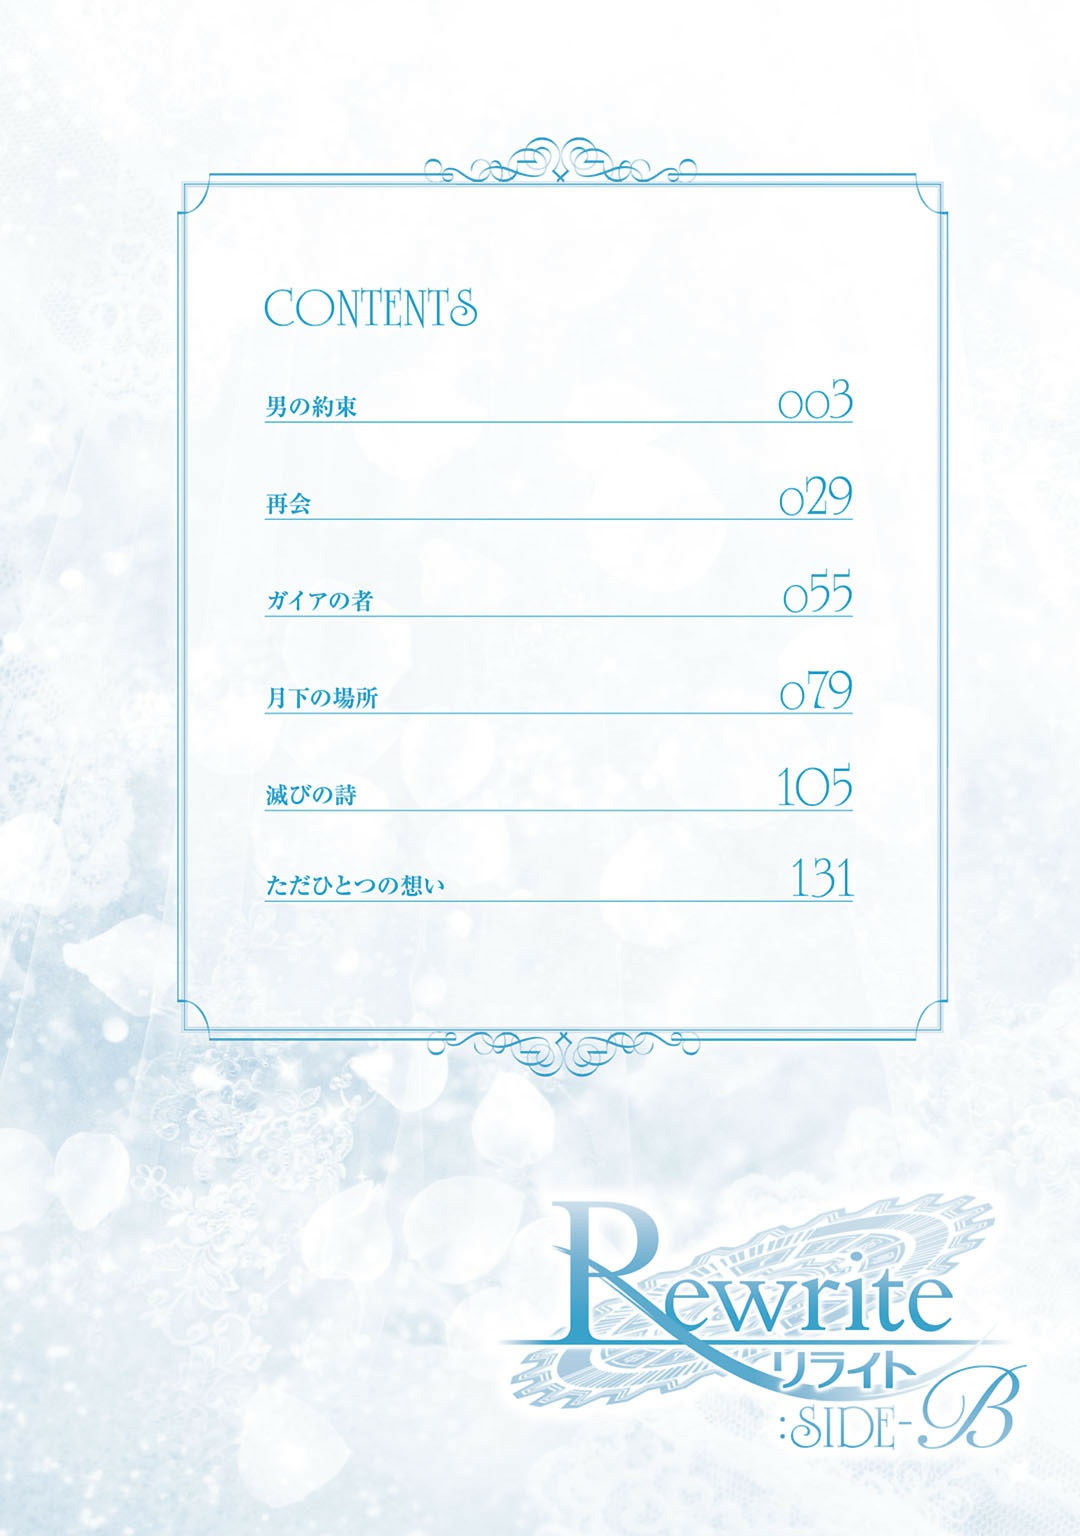 CONTENTS
男の約束 003
再会 029
ガイアの者 055
月下の場所 079
滅びの詩 105
ただひとつの想い 131
Rewrite
リライト
:SIDE-B